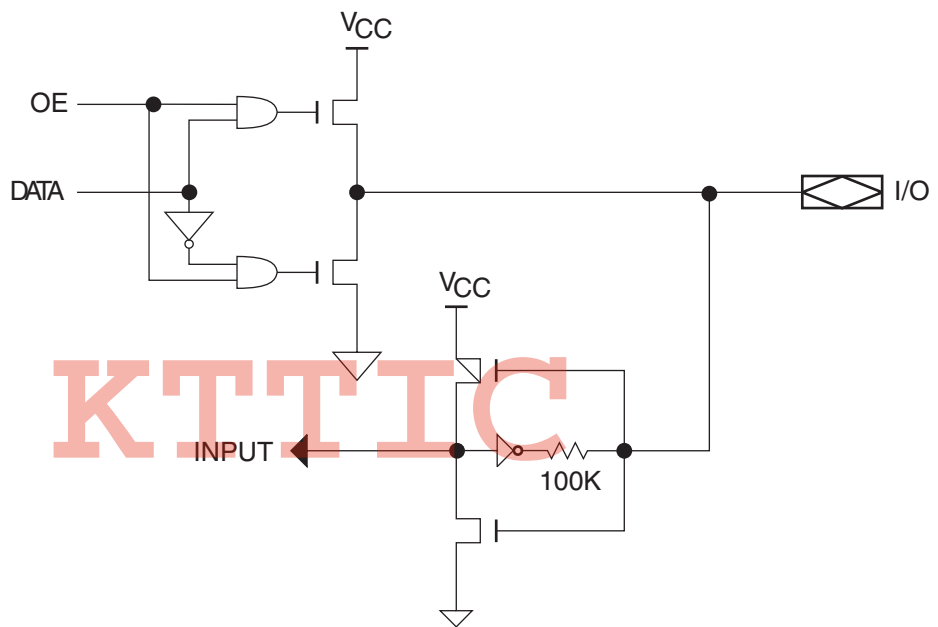 VCC
OE
DATA
I/O
VCC
KTTIC
INPUT
100K